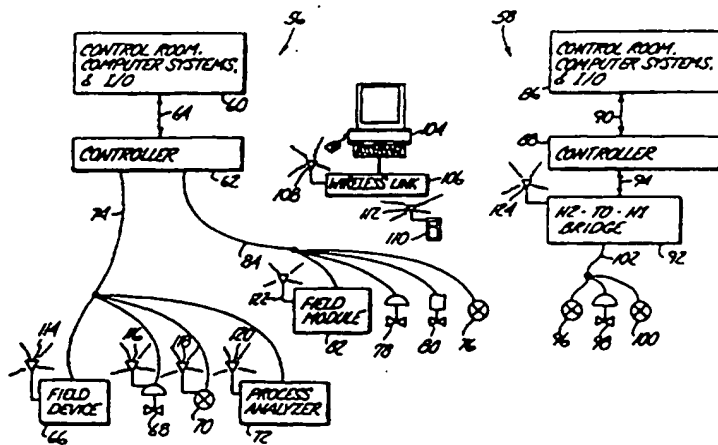 56
58
CONTROL ROOM,
COMPUTER SYSTEMS,
& I/O
60
64
CONTROLLER
62
74
84
104
108
WIRELESS LINK
106
112
110
CONTROL ROOM,
COMPUTER SYSTEMS,
& I/O
86
90
CONTROLLER
88
94
124
H2-TO-H1
BRIDGE
92
102
96
98
100
122
FIELD
MODULE
82
78
80
76
114
FIELD
DEVICE
66
116
68
118
70
120
PROCESS
ANALYZER
72